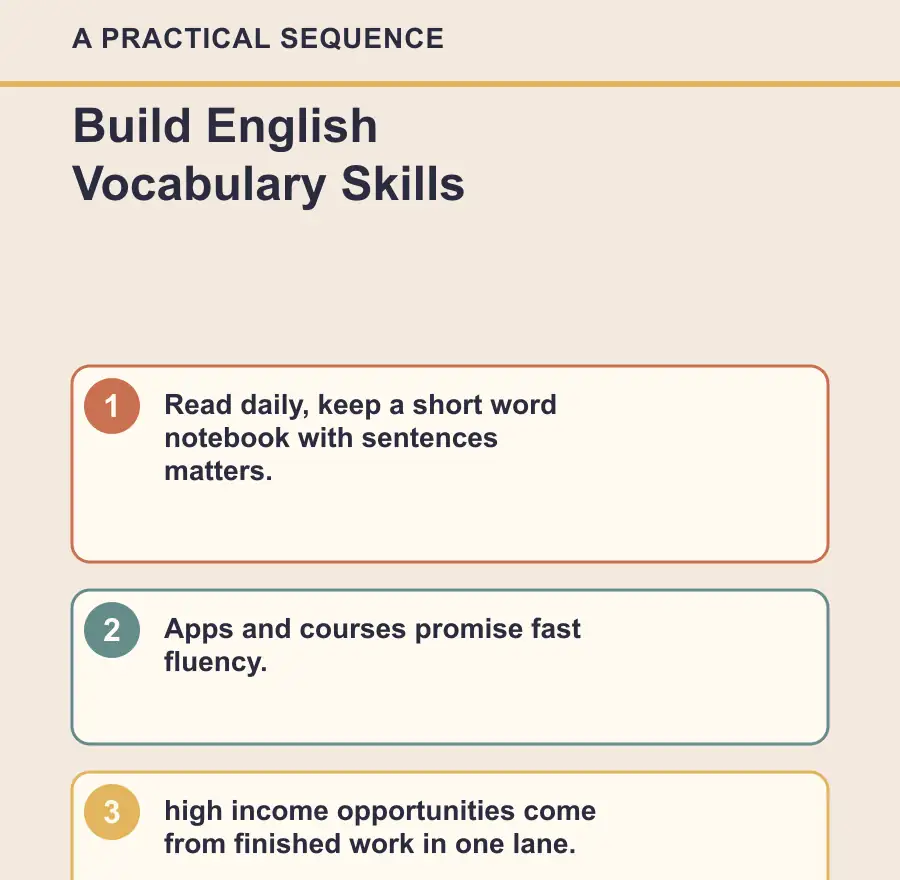 A PRACTICAL SEQUENCE
Build English
Vocabulary Skills
1
Read daily, keep a short word
notebook with sentences
matters.
2
Apps and courses promise fast
fluency.
3
high income opportunities come
from finished work in one lane.